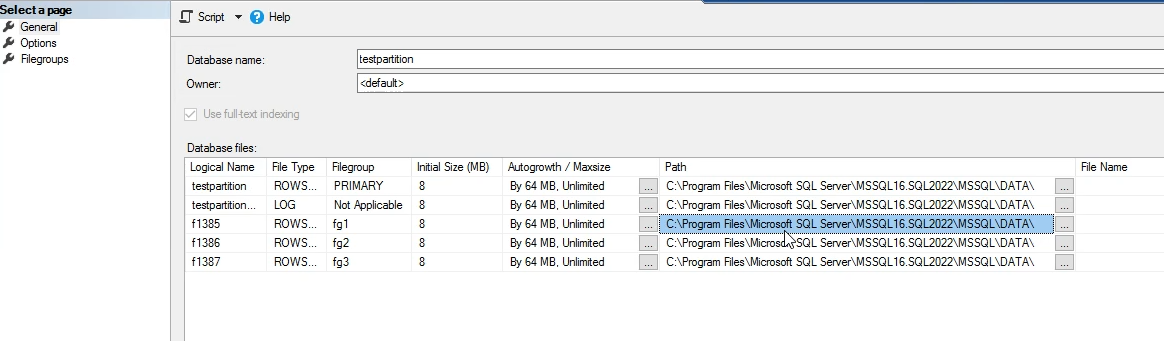 Select a page
General
Options
Filegroups
Script Help
Database name: testpartition
Owner: <default>
Use full-text indexing
Database files:
Logical Name File Type Filegroup Initial Size (MB) Autogrowth / Maxsize Path File Name
testpartition ROWS... PRIMARY 8 By 64 MB, Unlimited ... C:\Program Files\Microsoft SQL Server\MSSQL16.SQL2022\MSSQL\DATA\ ...
testpartition... LOG Not Applicable 8 By 64 MB, Unlimited ... C:\Program Files\Microsoft SQL Server\MSSQL16.SQL2022\MSSQL\DATA\ ...
f1385 ROWS... fg1 8 By 64 MB, Unlimited ... C:\Program Files\Microsoft SQL Server\MSSQL16.SQL2022\MSSQL\DATA\ ...
f1386 ROWS... fg2 8 By 64 MB, Unlimited ... C:\Program Files\Microsoft SQL Server\MSSQL16.SQL2022\MSSQL\DATA\ ...
f1387 ROWS... fg3 8 By 64 MB, Unlimited ... C:\Program Files\Microsoft SQL Server\MSSQL16.SQL2022\MSSQL\DATA\ ...